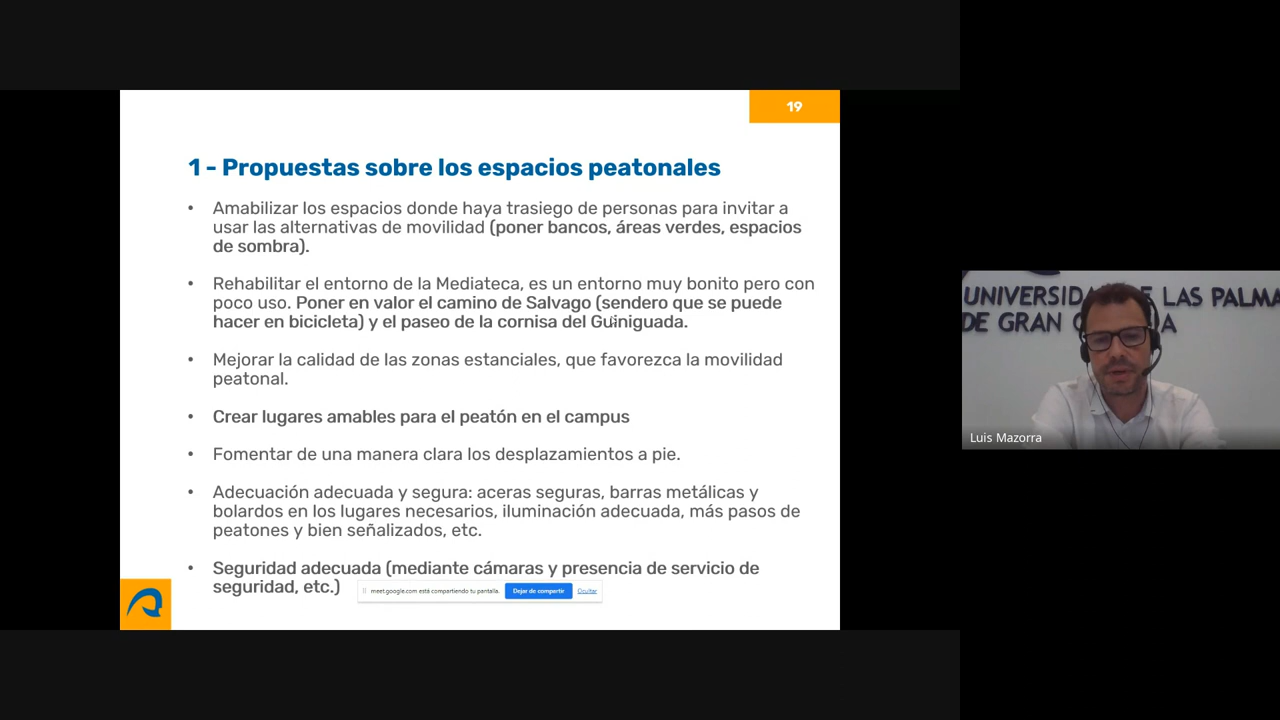 19
1 - Propuestas sobre los espacios peatonales
• Amabilizar los espacios donde haya trasiego de personas para invitar a
usar las alternativas de movilidad (poner bancos, áreas verdes, espacios
de sombra).
• Rehabilitar el entorno de la Mediateca, es un entorno muy bonito pero con
poco uso. Poner en valor el camino de Salvago (sendero que se puede
hacer en bicicleta) y el paseo de la cornisa del Guiniguada.
• Mejorar la calidad de las zonas estanciales, que favorezca la movilidad
peatonal.
• Crear lugares amables para el peatón en el campus
• Fomentar de una manera clara los desplazamientos a pie.
• Adecuación adecuada y segura: aceras seguras, barras metálicas y
bolardos en los lugares necesarios, iluminación adecuada, más pasos de
peatones y bien señalizados, etc.
• Seguridad adecuada (mediante cámaras y presencia de servicio de
seguridad, etc.)
meet.google.com está compartiendo tu pantalla. Dejar de compartir Ocultar
UNIVERSIDA E LAS PALMA
DE GRAN C A
Luis Mazorra